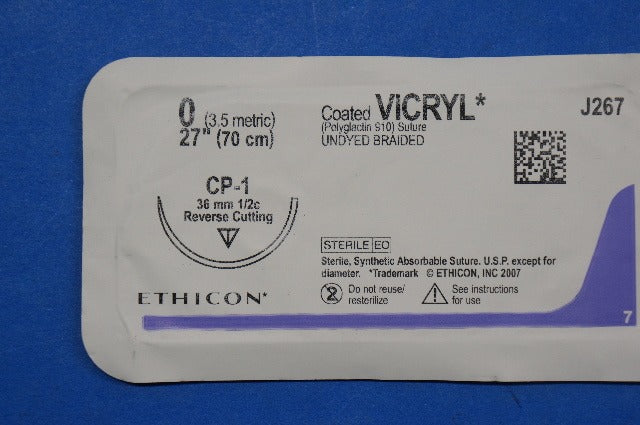 0 (3.5 metric)
27" (70 cm)
CP-1
36 mm 1/2c
Reverse Cutting
ETHICON*
Coated VICRYL*
(Polyglactin 910) Suture
UNDYED BRAIDED
J267
STERILE EO
Sterile, Synthetic Absorbable Suture. U.S.P. except for
diameter. *Trademark © ETHICON, INC 2007
2 Do not reuse/
resterilize
! See instructions
for use
7